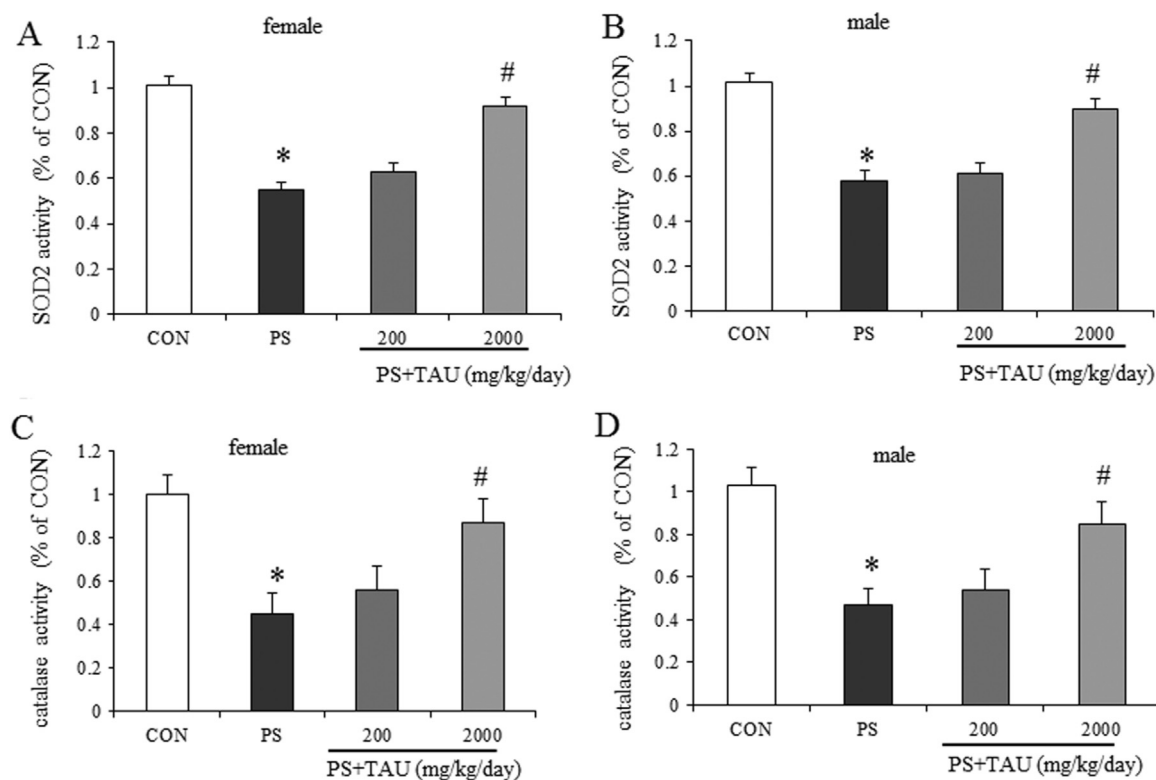 A
female
SOD2 activity (% of CON)
1.2
1
0.8
0.6
0.4
0.2
0
*
#
CON PS 200 2000
PS+TAU (mg/kg/day)
B
male
SOD2 activity (% of CON)
1.2
1
0.8
0.6
0.4
0.2
0
*
#
CON PS 200 2000
PS+TAU (mg/kg/day)
C
female
catalase activity (% of CON)
1.2
1
0.8
0.6
0.4
0.2
0
*
#
CON PS 200 2000
PS+TAU (mg/kg/day)
D
male
catalase activity (% of CON)
1.2
1
0.8
0.6
0.4
0.2
0
*
#
CON PS 200 2000
PS+TAU (mg/kg/day)